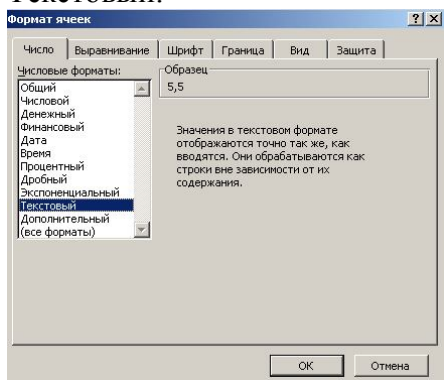 Текстовый.
Формат ячеек
Число Выравнивание Шрифт Граница Вид Защита
Числовые форматы:
Образец
5,5
Общий
Числовой
Денежный
Финансовый
Дата
Время
Процентный
Дробный
Экспоненциальный
Текстовый
Дополнительный
(все форматы)
Значения в текстовом формате
отображаются точно так же, как
вводятся. Они обрабатываются как
строки вне зависимости от их
содержания.
ОК Отмена